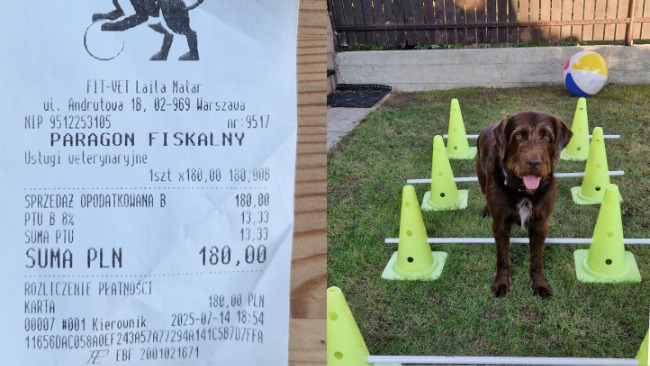 FIT-VET Laila Malar
ul. Andrutowa 1B, 02-969 Warszawa
NIP 9512253105 nr:9517
PARAGON FISKALNY
Usługi weterynaryjne
1szt x180,00 180,00B
SPRZEDAŻ OPODATKOWANA B 180,00
PTU B 8% 13,33
SUMA PTU 13,33
SUMA PLN 180,00
ROZLICZENIE PŁATNOŚCI
KARTA 180,00 PLN
00007 #001 Kierownik 2025-07-14 18:54
11656DAC058A0EF243A57A77294A141C5B7D7FFA
EBF 2001021671